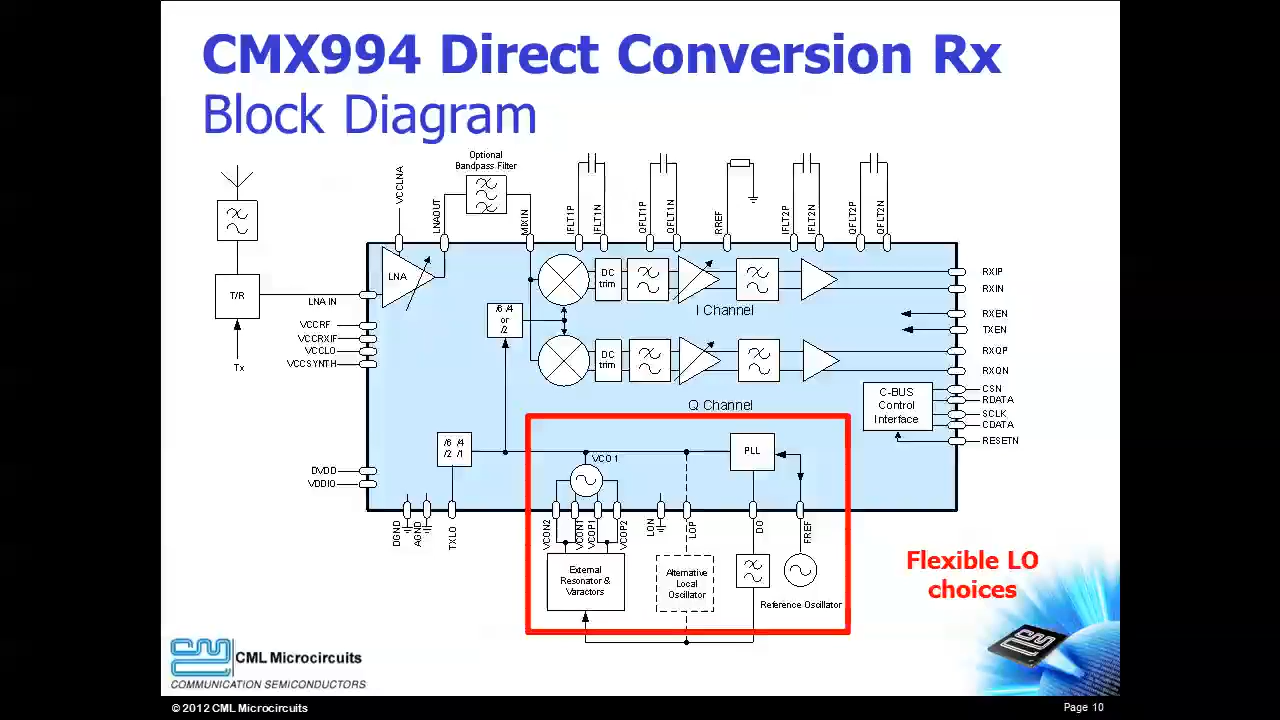 CMX994 Direct Conversion Rx
Block Diagram
Optional
Bandpass Filter
VCCLNA
LNAOUT
MIXIN
IFLT1P
IFLT1N
QFLT1P
QFLT1N
RREF
IFLT2P
IFLT2N
QFLT2P
QFLT2N
LNA
T/R
LNA IN
Tx
DC
trim
I Channel
/6 /4
or
/2
DC
trim
Q Channel
VCCRF
VCCRXIF
VCCLO
VCCSYNTH
DVDD
VDDIO
RXIP
RXIN
RXEN
TXEN
RXQP
RXQN
CSN
RDATA
SCLK
CDATA
RESETN
C-BUS
Control
Interface
/6 /4
/2 /1
VCO 1
PLL
DGND
AGND
TXLO
VCON2
VCON1
VCOP1
VCOP2
LON
LOP
DO
FREF
External
Resonator &
Varactors
Alternative
Local
Oscillator
Reference Oscillator
Flexible LO
choices
CML Microcircuits
COMMUNICATION SEMICONDUCTORS
© 2012 CML Microcircuits
Page 10